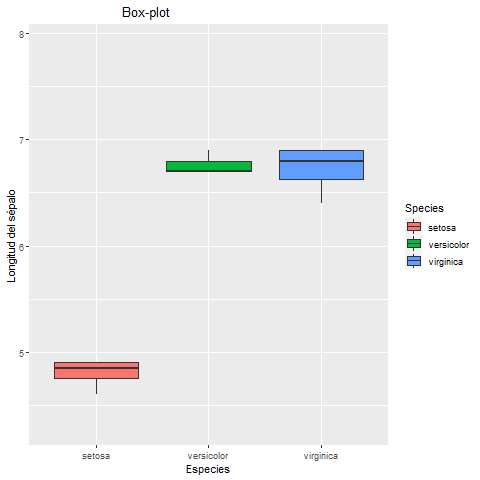 Box-plot
8
7
6
5
Longitud del sépalo
setosa versicolor virginica
Especies
Species
setosa
versicolor
virginica